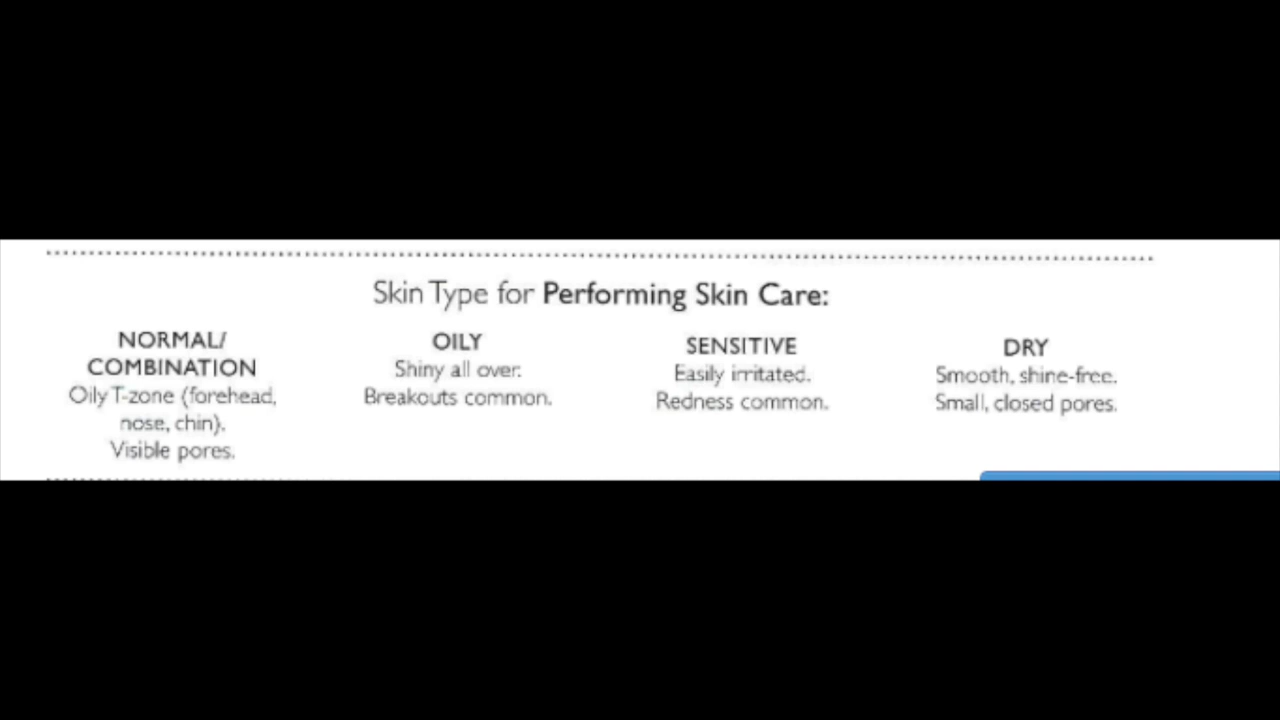 Skin Type for Performing Skin Care:
NORMAL/
COMBINATION
Oily T-zone (forehead,
nose, chin).
Visible pores.
OILY
Shiny all over.
Breakouts common.
SENSITIVE
Easily irritated.
Redness common.
DRY
Smooth, shine-free.
Small, closed pores.